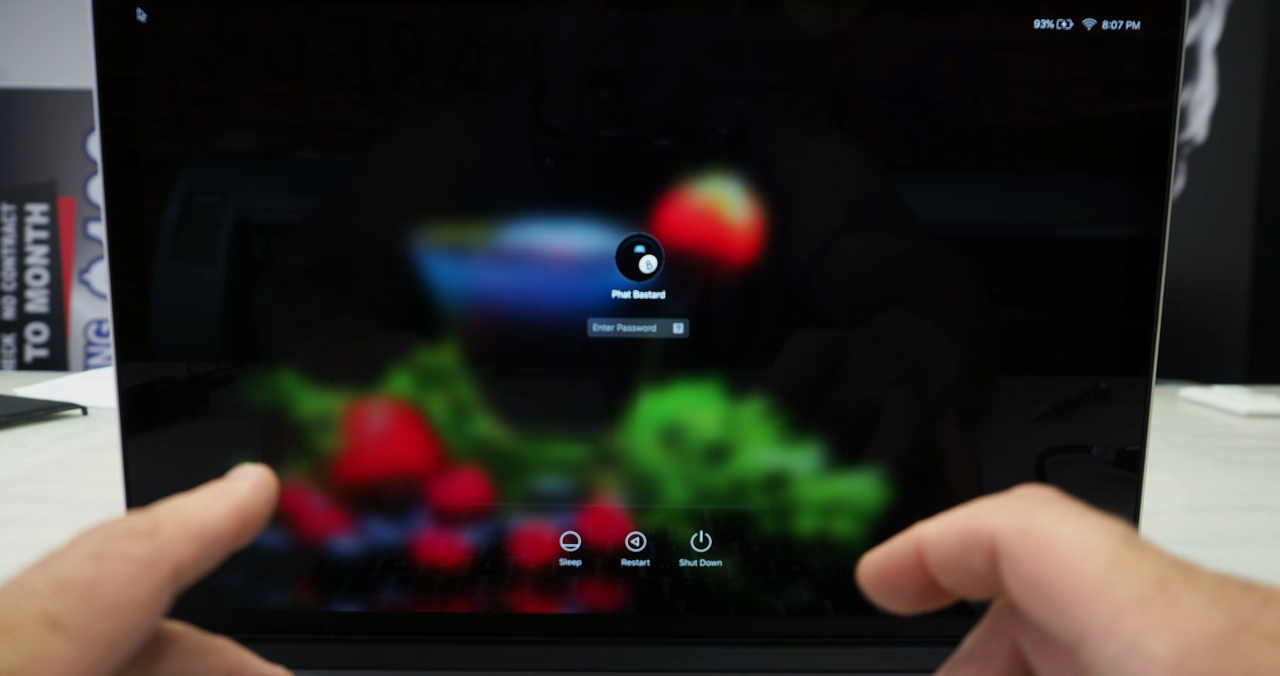 93% 8:07 PM
Phat Bastard
Enter Password ?
Sleep
Restart
Shut Down
NO CONTRACT
TO MONTH